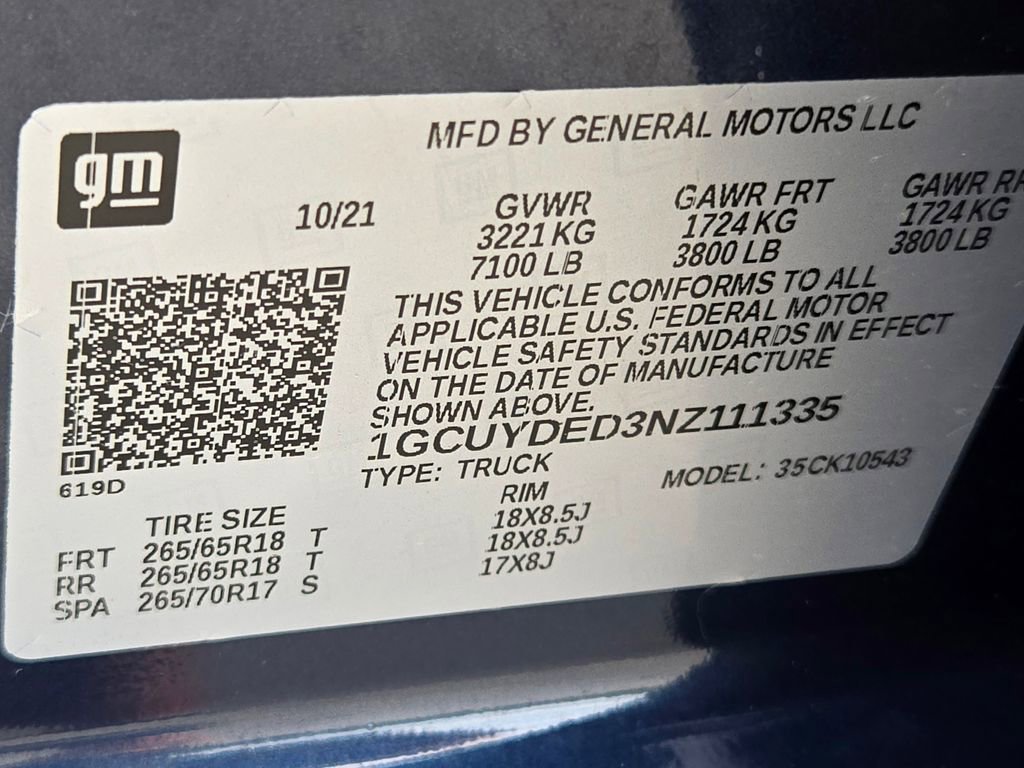 gm
MFD BY GENERAL MOTORS LLC
10/21 GVWR GAWR FRT GAWR RR
3221 KG 1724 KG 1724 KG
7100 LB 3800 LB 3800 LB
THIS VEHICLE CONFORMS TO ALL
APPLICABLE U.S. FEDERAL MOTOR
VEHICLE SAFETY STANDARDS IN EFFECT
ON THE DATE OF MANUFACTURE
SHOWN ABOVE.
1GCUYDED3NZ111335
TYPE: TRUCK MODEL: 35CK10543
619D
TIRE SIZE RIM
FRT 265/65R18 T 18X8.5J
RR 265/65R18 T 18X8.5J
SPA 265/70R17 S 17X8J